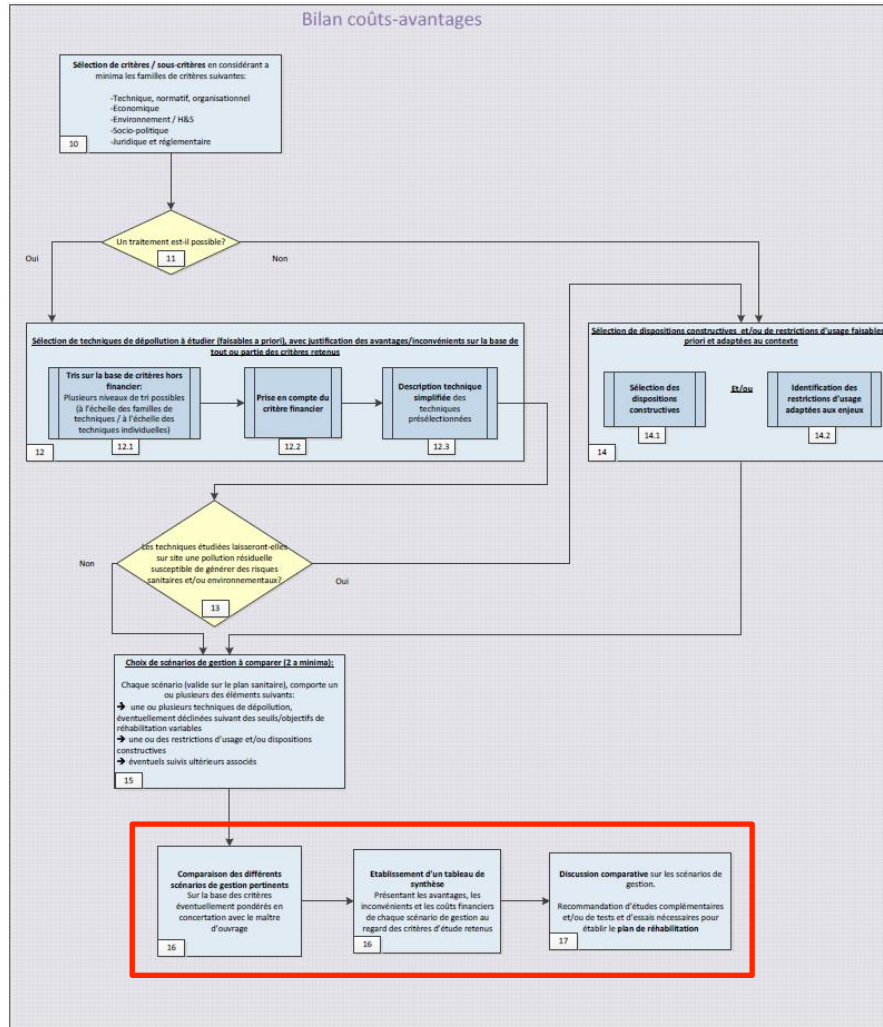 Bilan coûts-avantages
Sélection de critères / sous-critères en considérant a
minima les familles de critères suivantes:
-Technique, normatif, organisationnel
-Economique
-Environnement / H&S
-Socio-politique
-Juridique et réglementaire
10
Un traitement est-il possible?
11
Oui
Non
Sélection de techniques de dépollution à étudier (faisables a priori), avec justification des avantages/inconvénients sur la base de
tout ou partie des critères retenus
Tris sur la base de critères hors
financier:
Plusieurs niveaux de tri possibles
(à l'échelle des familles de
techniques / à l'échelle des
techniques individuelles)
12.1
Prise en compte du
critère financier
12.2
Description technique
simplifiée des
techniques
présélectionnées
12.3
12
Sélection de dispositions constructives et/ou de restrictions d'usage faisables
priori et adaptées au contexte
Sélection des
dispositions
constructives
14.1
Et/ou
Identification des
restrictions d'usage
adaptées aux enjeux
14.2
14
Les techniques étudiées laisseront-elles
sur site une pollution résiduelle
susceptible de générer des risques
sanitaires et/ou environnementaux?
13
Non
Oui
Choix de scénarios de gestion à comparer (2 a minima):
Chaque scénario (valide sur le plan sanitaire), comporte un
ou plusieurs des éléments suivants:
➔ une ou plusieurs techniques de dépollution,
éventuellement déclinées suivant des seuils/objectifs de
réhabilitation variables
➔ une ou des restrictions d'usage et/ou dispositions
constructives
➔ éventuels suivis ultérieurs associés
15
Comparaison des différents
scénarios de gestion pertinents
Sur la base des critères
éventuellement pondérés en
concertation avec le maître
d'ouvrage
16
Etablissement d'un tableau de
synthèse
Présentant les avantages, les
inconvénients et les coûts financiers
de chaque scénario de gestion au
regard des critères d'étude retenus
16
Discussion comparative sur les scénarios de
gestion.
Recommandation d'études complémentaires
et/ou de tests et d'essais nécessaires pour
établir le plan de réhabilitation
17